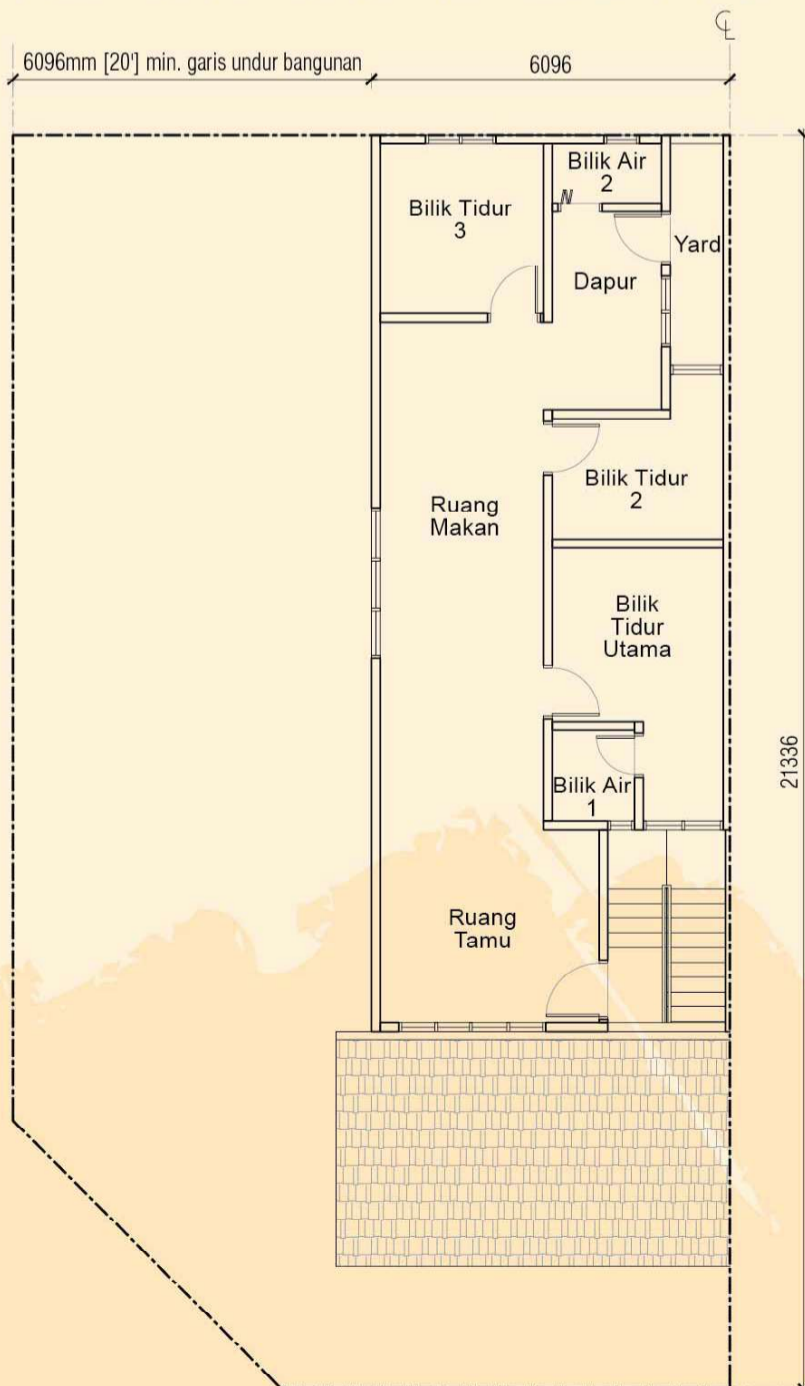 ℄
6096mm [20'] min. garis undur bangunan
6096
Bilik Air
2
Bilik Tidur
3
Yard
Dapur
Bilik Tidur
2
Ruang
Makan
Bilik
Tidur
Utama
21336
Bilik Air
1
Ruang
Tamu